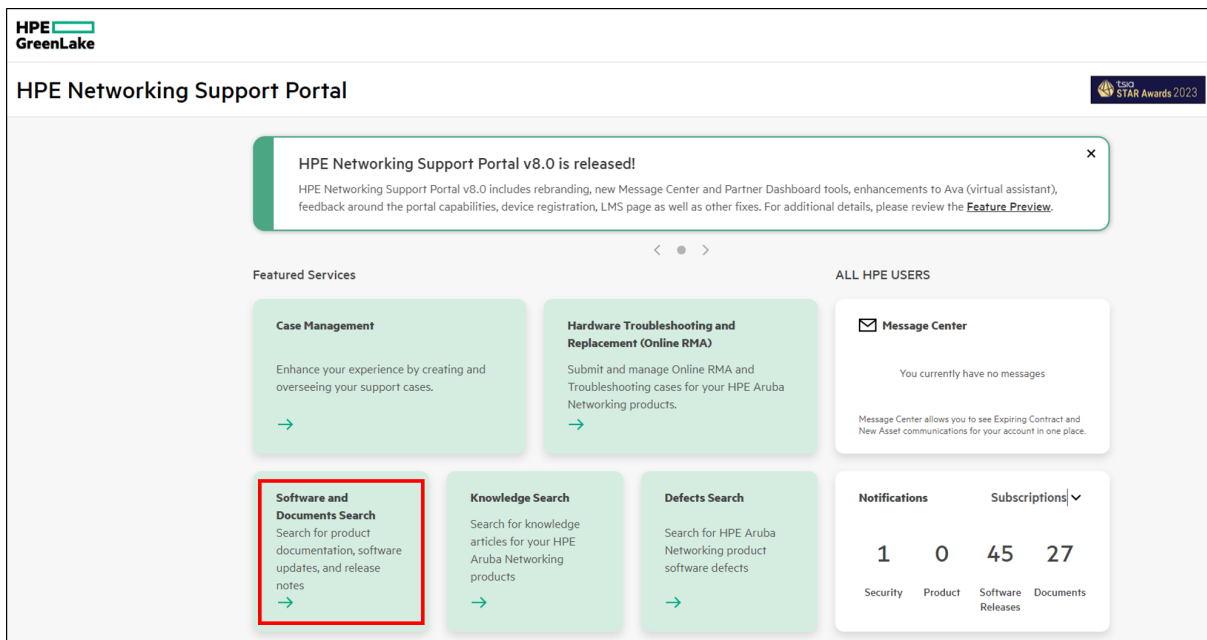 HPE
GreenLake
HPE Networking Support Portal
tsia
STAR Awards 2023
HPE Networking Support Portal v8.0 is released!
HPE Networking Support Portal v8.0 includes rebranding, new Message Center and Partner Dashboard tools, enhancements to Ava (virtual assistant),
feedback around the portal capabilities, device registration, LMS page as well as other fixes. For additional details, please review the Feature Preview.
Featured Services
ALL HPE USERS
Case Management
Enhance your experience by creating and
overseeing your support cases.
Hardware Troubleshooting and
Replacement (Online RMA)
Submit and manage Online RMA and
Troubleshooting cases for your HPE Aruba
Networking products.
Message Center
You currently have no messages
Message Center allows you to see Expiring Contract and
New Asset communications for your account in one place.
Software and
Documents Search
Search for product
documentation, software
updates, and release
notes
Knowledge Search
Search for knowledge
articles for your HPE
Aruba Networking
products
Defects Search
Search for HPE Aruba
Networking product
software defects
Notifications
Subscriptions
1 0 45 27
Security Product Software Documents
Releases